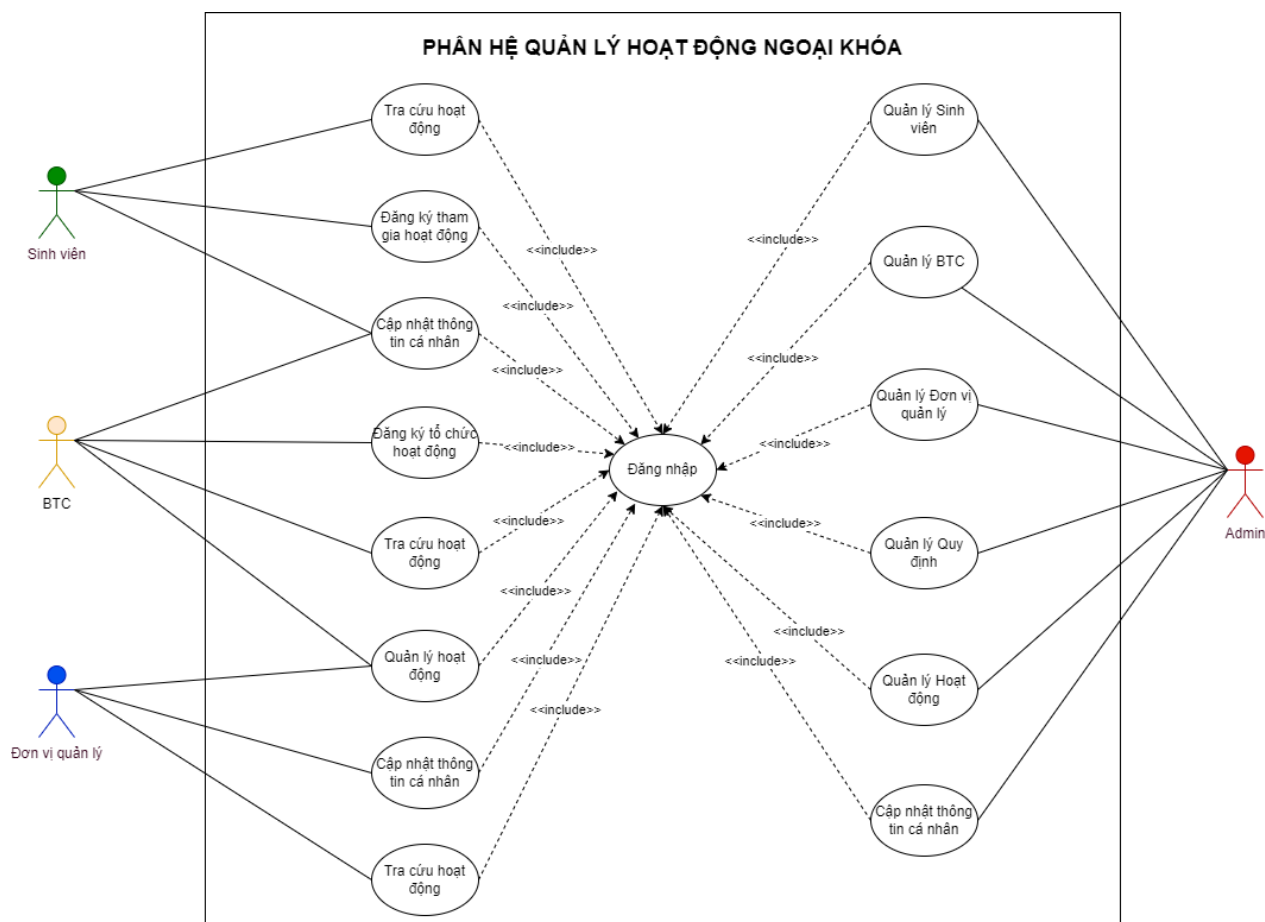 PHÂN HỆ QUẢN LÝ HOẠT ĐỘNG NGOẠI KHÓA
Tra cứu hoạt
động
Đăng ký tham
gia hoạt động
Cập nhật thông
tin cá nhân
Đăng ký tổ chức
hoạt động
Tra cứu hoạt
động
Quản lý hoạt
động
Cập nhật thông
tin cá nhân
Tra cứu hoạt
động
Sinh viên
BTC
Đơn vị quản lý
<<include>>
<<include>>
<<include>>
<<include>>
<<include>>
<<include>>
<<include>>
<<include>>
Đăng nhập
<<include>>
<<include>>
<<include>>
<<include>>
<<include>>
<<include>>
Quản lý Sinh
viên
Quản lý BTC
Quản lý Đơn vị
quản lý
Quản lý Quy
định
Quản lý Hoạt
động
Cập nhật thông
tin cá nhân
Admin